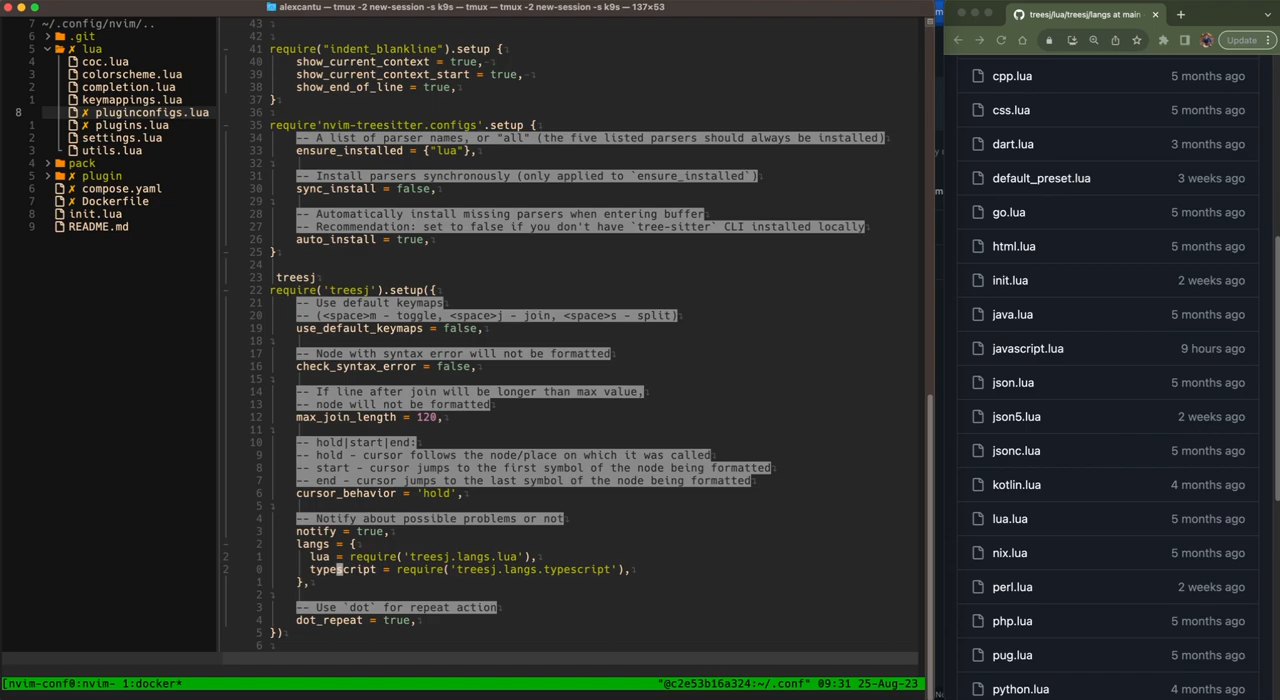 alexcantu — tmux -2 new-session -s k9s — tmux -2 new-session -s k9s — 137×53
7 ~/.config/nvim/..
6 > .git
5 lua
4 coc.lua
3 colorscheme.lua
2 completion.lua
1 keymappings.lua
8 ✗ pluginconfigs.lua
1 ✗ plugins.lua
2 settings.lua
3 utils.lua
4 > pack
5 > ✗ plugin
6 ✗ compose.yaml
7 ✗ Dockerfile
8 init.lua
9 README.md
43
42
41 require("indent_blankline").setup {
40 show_current_context = true,
39 show_current_context_start = true,
38 show_end_of_line = true,
37 }
36
35 require'nvim-treesitter.configs'.setup {
34 -- A list of parser names, or "all" (the five listed parsers should always be installed)
33 ensure_installed = {"lua"},
32
31 -- Install parsers synchronously (only applied to `ensure_installed`)
30 sync_install = false,
29
28 -- Automatically install missing parsers when entering buffer
27 -- Recommendation: set to false if you don't have `tree-sitter` CLI installed locally
26 auto_install = true,
25 }
24
23 treesj
22 require('treesj').setup({
21 -- Use default keymaps
20 -- (<space>m - toggle, <space>j - join, <space>s - split)
19 use_default_keymaps = false,
18
17 -- Node with syntax error will not be formatted
16 check_syntax_error = false,
15
14 -- If line after join will be longer than max value,
13 -- node will not be formatted
12 max_join_length = 120,
11
10 -- hold|start|end:
9 -- hold - cursor follows the node/place on which it was called
8 -- start - cursor jumps to the first symbol of the node being formatted
7 -- end - cursor jumps to the last symbol of the node being formatted
6 cursor_behavior = 'hold',
5
4 -- Notify about possible problems or not
3 notify = true,
2 langs = {
2 1 lua = require('treesj.langs.lua'),
2 0 typescript = require('treesj.langs.typescript'),
1 },
2
3 -- Use `dot` for repeat action
4 dot_repeat = true,
5 })
6
[nvim-conf0:nvim- 1:docker* "@c2e53b16a324:~/.conf" 09:31 25-Aug-23
treesj/lua/treesj/langs at main
Update
cpp.lua 5 months ago
css.lua 5 months ago
dart.lua 3 months ago
default_preset.lua 3 weeks ago
go.lua 5 months ago
html.lua 5 months ago
init.lua 2 weeks ago
java.lua 5 months ago
javascript.lua 9 hours ago
json.lua 5 months ago
json5.lua 2 weeks ago
jsonc.lua 5 months ago
kotlin.lua 4 months ago
lua.lua 5 months ago
nix.lua 5 months ago
perl.lua 2 weeks ago
php.lua 5 months ago
pug.lua 5 months ago
python.lua 4 months ago